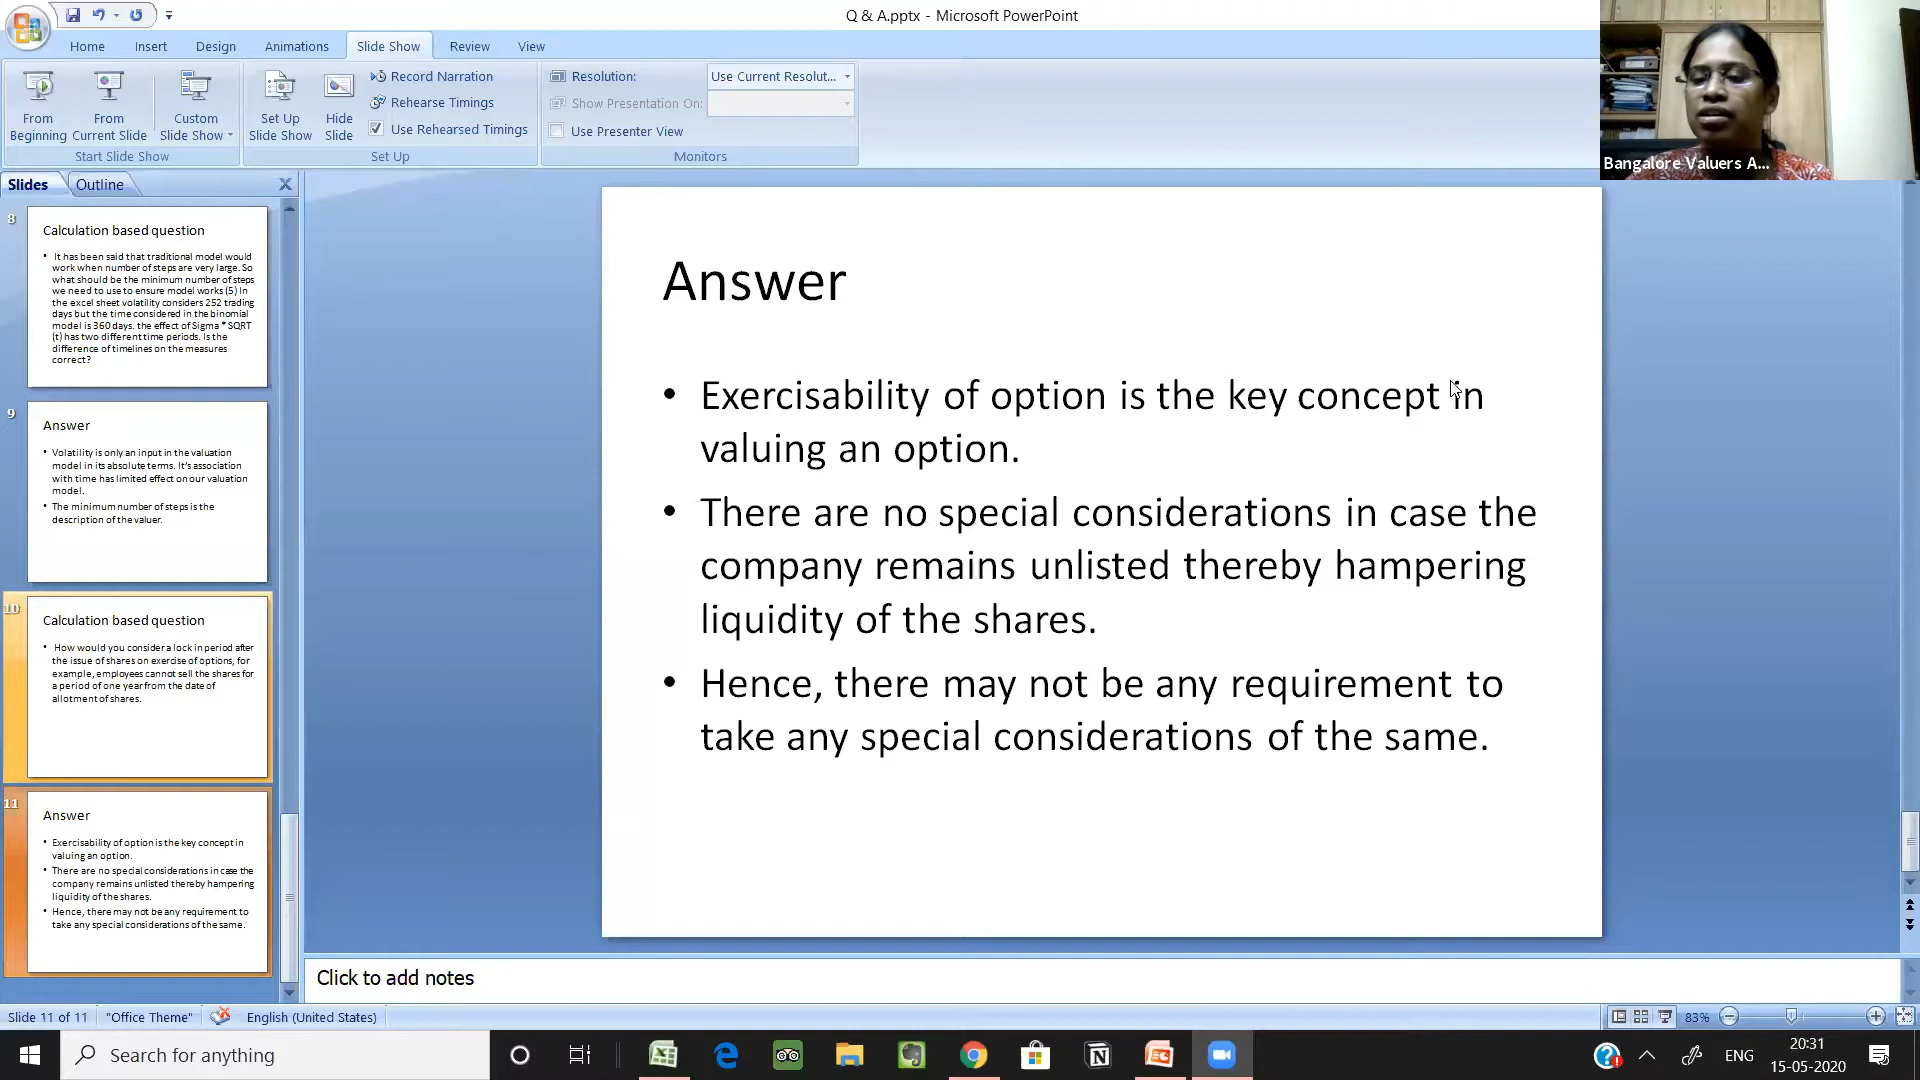 Q & A.pptx - Microsoft PowerPoint
Home
Insert
Design
Animations
Slide Show
Review
View
From
Beginning
From
Current Slide
Custom
Slide Show
Start Slide Show
Set Up
Slide Show
Hide
Slide
Record Narration
Rehearse Timings
Use Rehearsed Timings
Set Up
Resolution:
Use Current Resolut...
Show Presentation On:
Use Presenter View
Monitors
Bangalore Valuers A...
Slides
Outline
8
Calculation based question
• It has been said that traditional model would
work when number of steps are very large. So
what should be the minimum number of steps
we need to use to ensure model works (5) In
the excel sheet volatility considers 252 trading
days but the time considered in the binomial
model is 360 days. the effect of Sigma * SQRT
(t) has two different time periods. Is the
difference of timelines on the measures
correct?
9
Answer
• Volatility is only an input in the valuation
model in its absolute terms. It's association
with time has limited effect on our valuation
model.
• The minimum number of steps is the
description of the valuer.
10
Calculation based question
• How would you consider a lock in period after
the issue of shares on exercise of options, for
example, employees cannot sell the shares for
a period of one year from the date of
allotment of shares.
11
Answer
• Exercisability of option is the key concept in
valuing an option.
• There are no special considerations in case the
company remains unlisted thereby hampering
liquidity of the shares.
• Hence, there may not be any requirement to
take any special considerations of the same.
Answer
• Exercisability of option is the key concept in
valuing an option.
• There are no special considerations in case the
company remains unlisted thereby hampering
liquidity of the shares.
• Hence, there may not be any requirement to
take any special considerations of the same.
Click to add notes
Slide 11 of 11
"Office Theme"
English (United States)
83%
Search for anything
ENG
20:31
15-05-2020